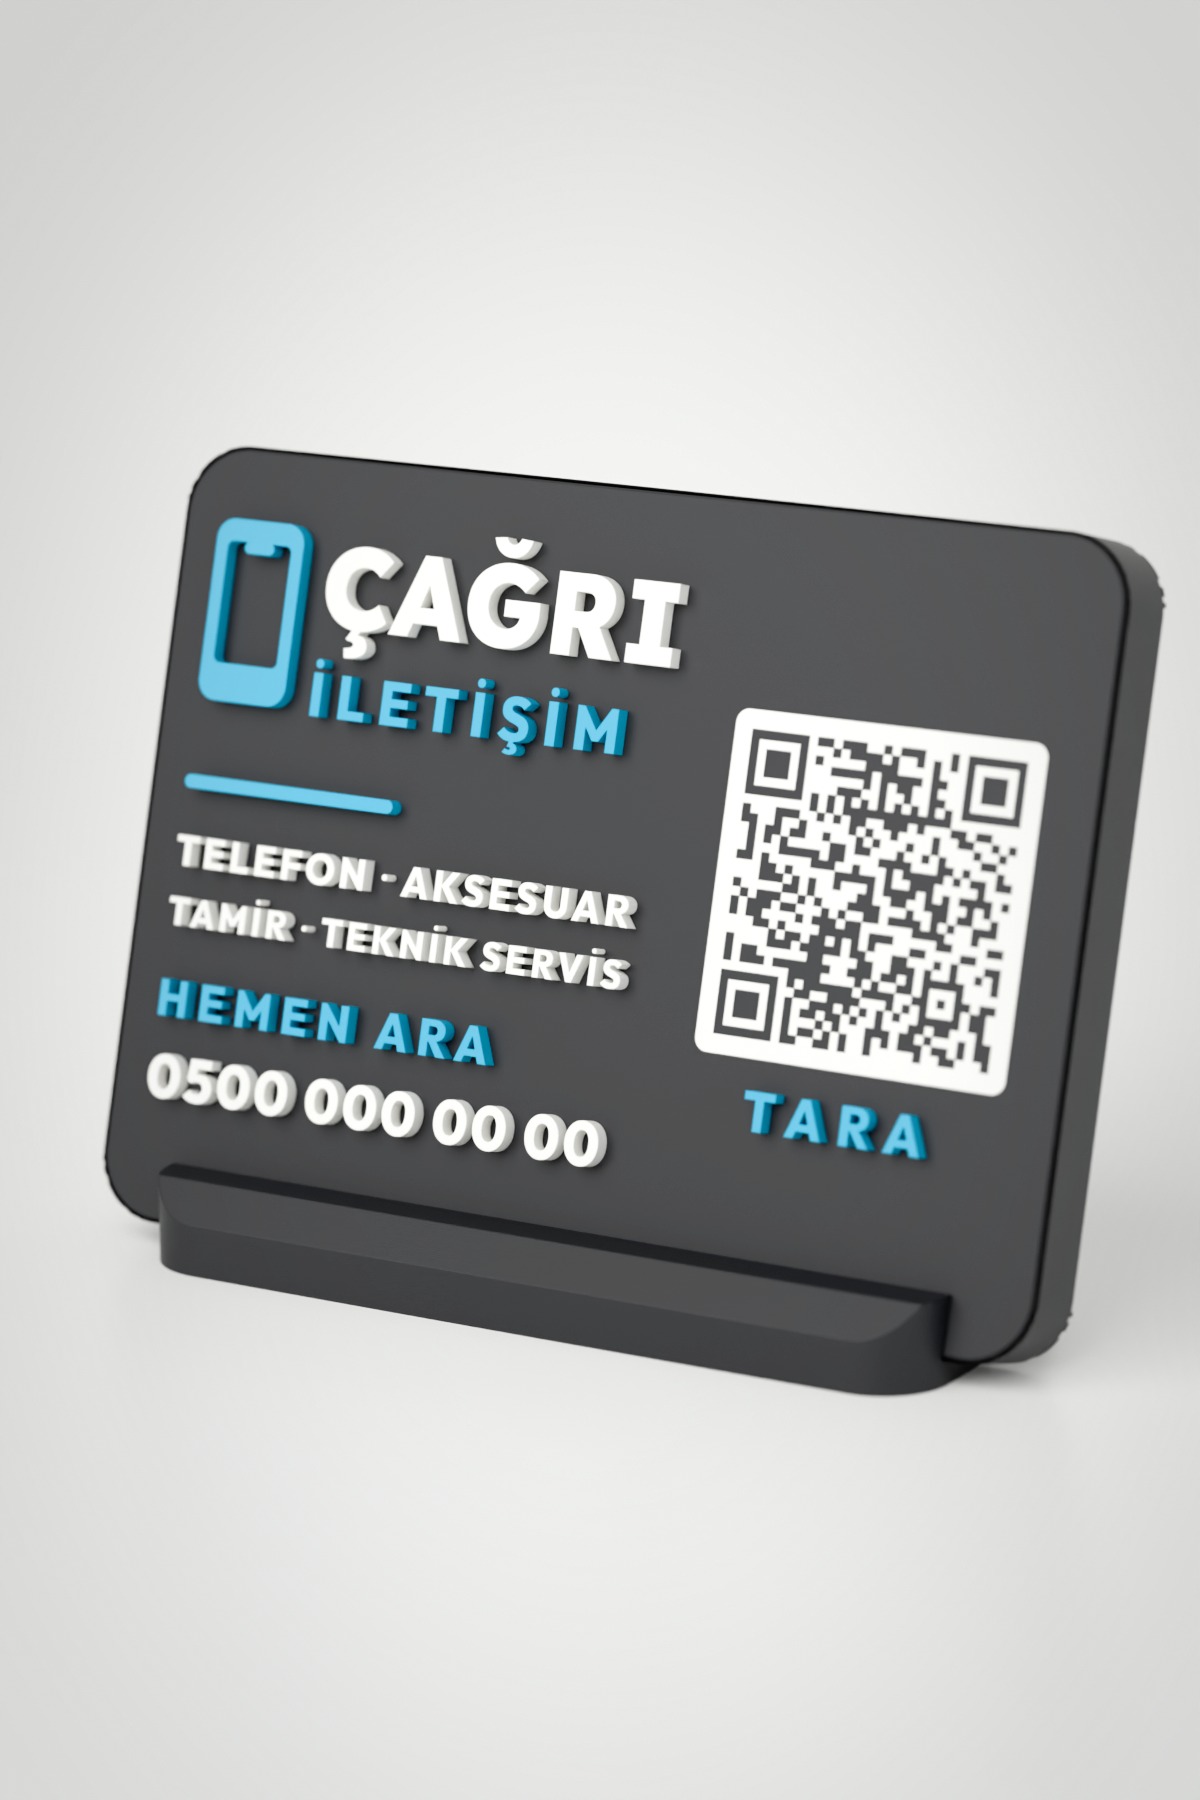 ÇAĞRI
İLETİŞİM
TELEFON - AKSESUAR
TAMİR - TEKNİK SERVİS
HEMEN ARA
0500 000 00 00
TARA